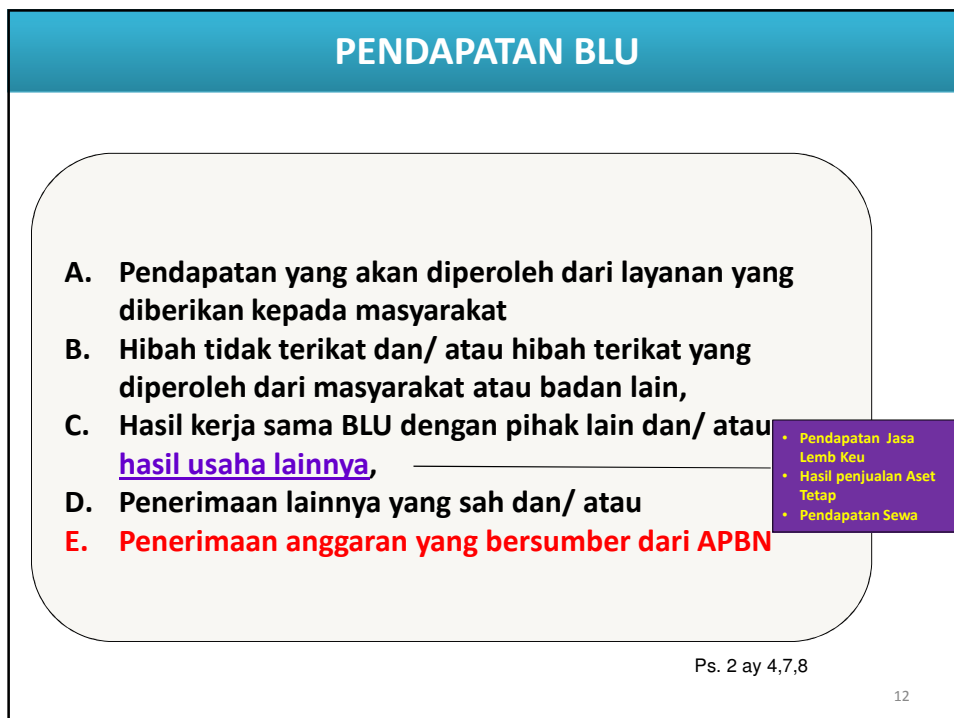 PENDAPATAN BLU
A. Pendapatan yang akan diperoleh dari layanan yang
diberikan kepada masyarakat
B. Hibah tidak terikat dan/ atau hibah terikat yang
diperoleh dari masyarakat atau badan lain,
C. Hasil kerja sama BLU dengan pihak lain dan/ atau
hasil usaha lainnya,
D. Penerimaan lainnya yang sah dan/ atau
E. Penerimaan anggaran yang bersumber dari APBN
• Pendapatan Jasa
Lemb Keu
• Hasil penjualan Aset
Tetap
• Pendapatan Sewa
Ps. 2 ay 4,7,8
12